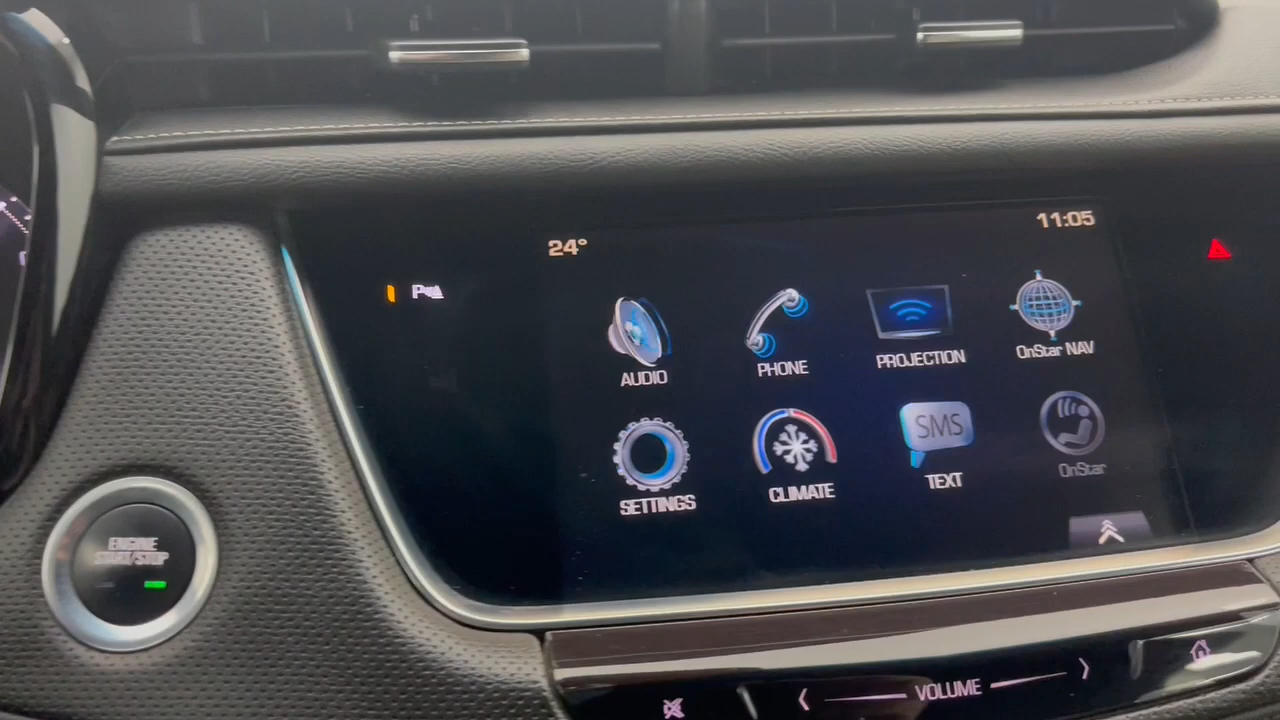 11:05
24°
P
AUDIO
PHONE
PROJECTION
OnStar NAV
SETTINGS
CLIMATE
SMS
TEXT
OnStar
ENGINE
START/STOP
VOLUME